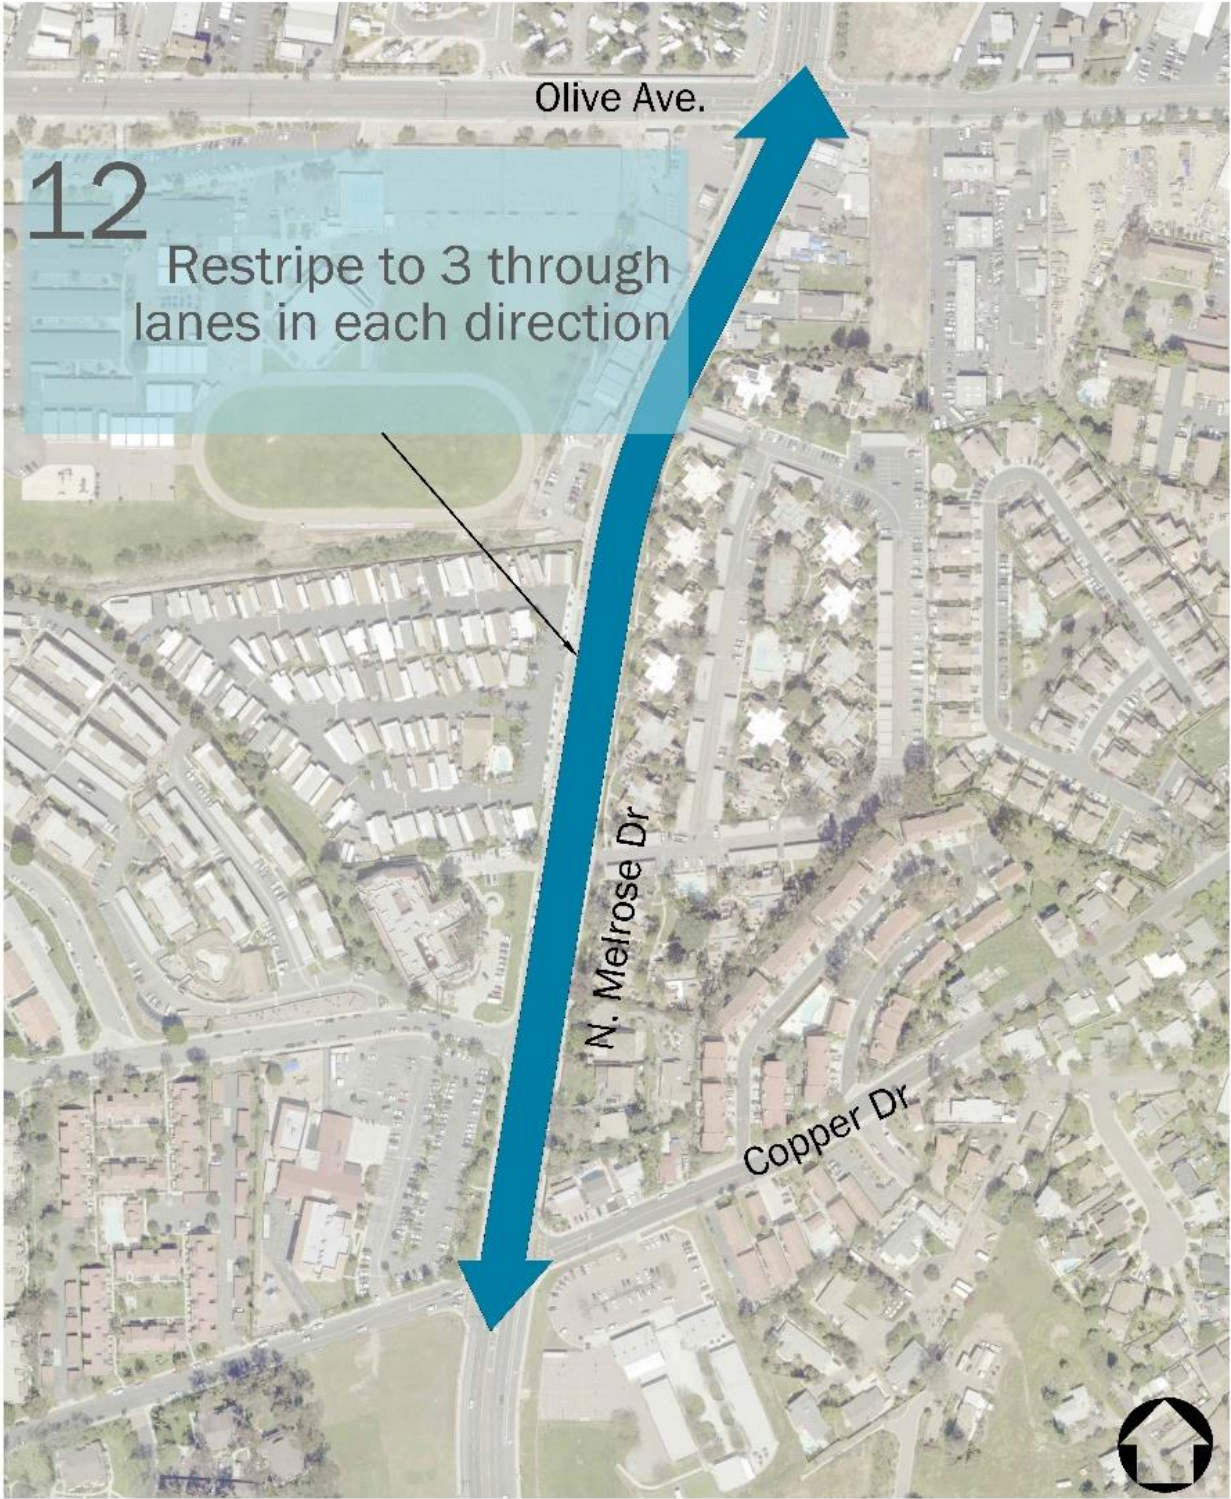 Olive Ave.
12
Restripe to 3 through
lanes in each direction
N. Melrose Dr
Copper Dr